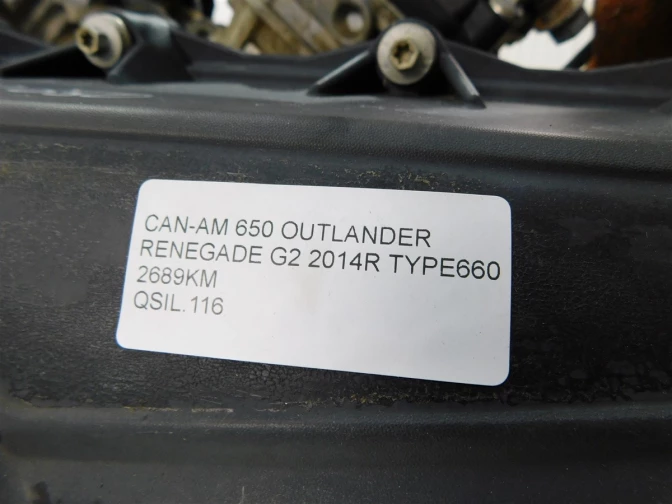 CAN-AM 650 OUTLANDER
RENEGADE G2 2014R TYPE660
2689KM
QSIL.116